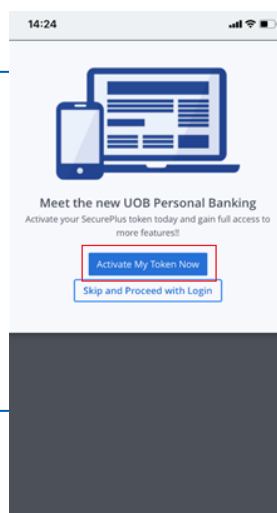 14:24
Meet the new UOB Personal Banking
Activate your SecurePlus token today and gain full access to
more features!!
Activate My Token Now
Skip and Proceed with Login